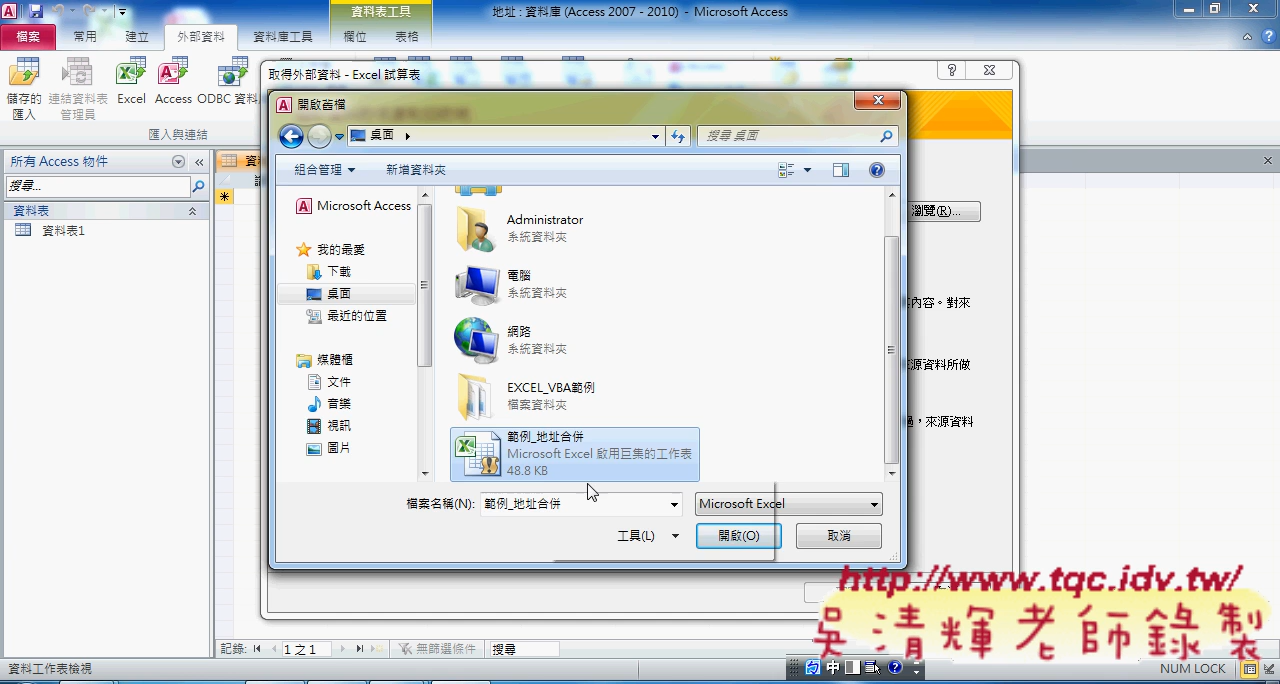 資料表工具
地址 : 資料庫 (Access 2007 - 2010) - Microsoft Access
檔案
常用
建立
外部資料
資料庫工具
欄位
表格
儲存的
匯入
連結資料表
管理員
Excel
Access
ODBC 資料
匯入與連結
取得外部資料 - Excel 試算表
開啟舊檔
桌面
搜尋 桌面
組合管理
新增資料夾
所有 Access 物件
搜尋...
資料表
資料表1
Microsoft Access
我的最愛
下載
桌面
最近的位置
媒體櫃
文件
音樂
視訊
圖片
Administrator
系統資料夾
電腦
系統資料夾
網路
系統資料夾
EXCEL_VBA範例
檔案資料夾
範例_地址合併
Microsoft Excel 啟用巨集的工作表
48.8 KB
瀏覽(R)...
內容。對來
源資料所做
，來源資料
檔案名稱(N):
範例_地址合併
Microsoft Excel
工具(L)
開啟(O)
取消
http://www.tqc.idv.tw/
吳清輝老師錄製
記錄:
1 之 1
無篩選條件
搜尋
資料工作表檢視
中
NUM LOCK